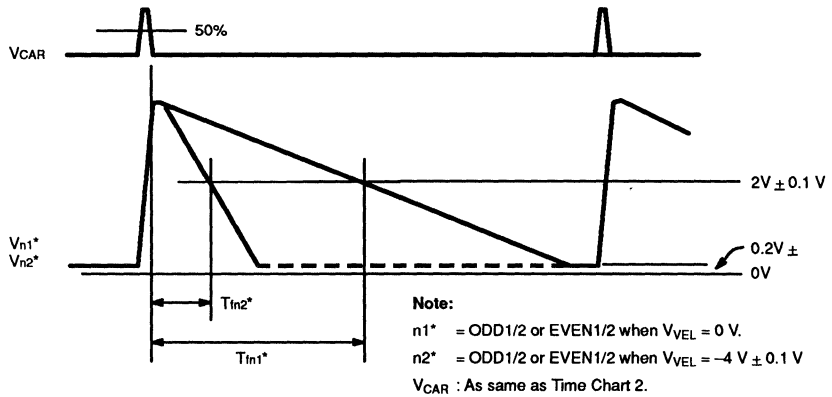 50%
VCAR
2V ± 0.1 V
Vn1*
Vn2*
0.2V ±
0V
Tfn2*
Tfn1*
Note:
n1* = ODD1/2 or EVEN1/2 when VVEL = 0 V.
n2* = ODD1/2 or EVEN1/2 when VVEL = –4 V ± 0.1 V
VCAR : As same as Time Chart 2.